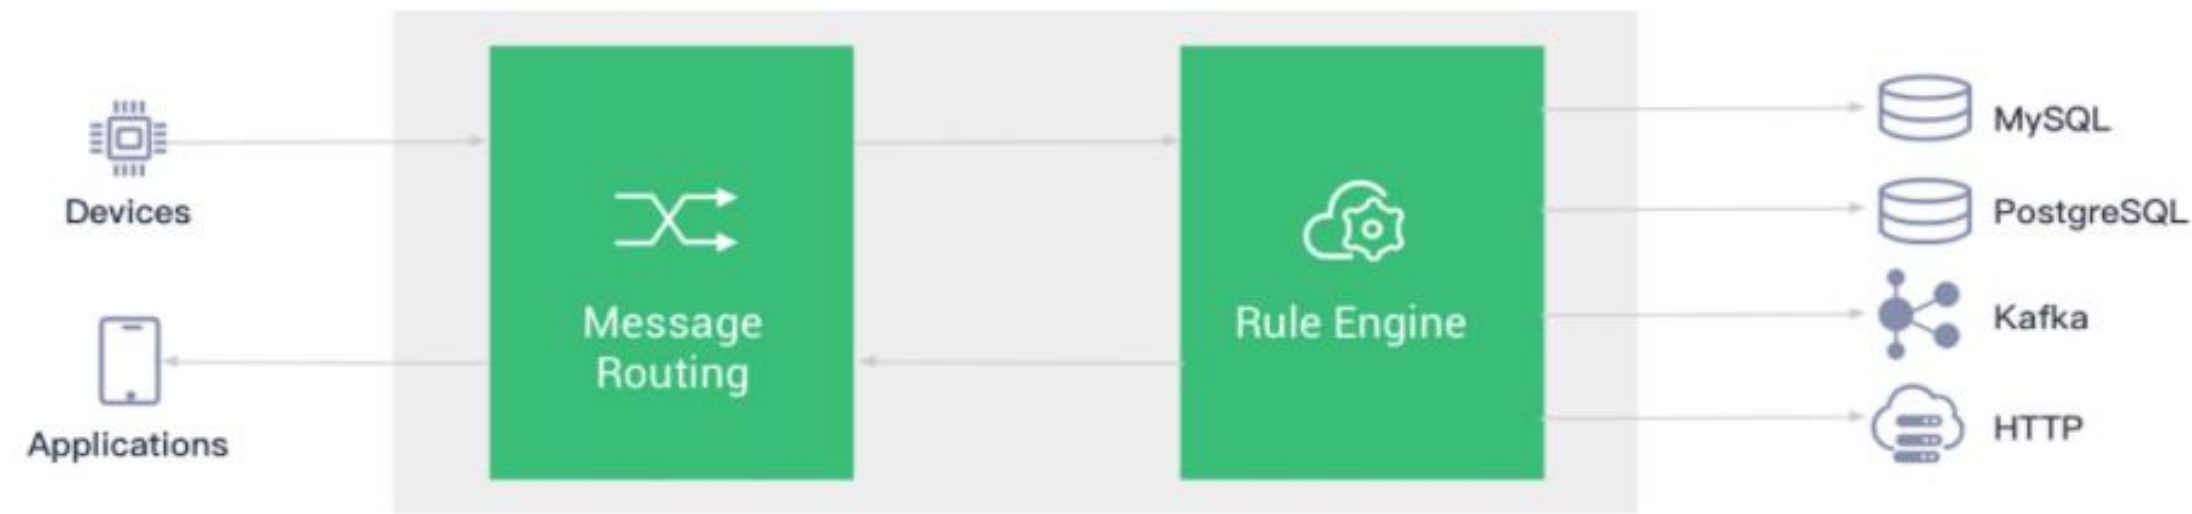 Devices
Applications
Message
Routing
Rule Engine
MySQL
PostgreSQL
Kafka
HTTP